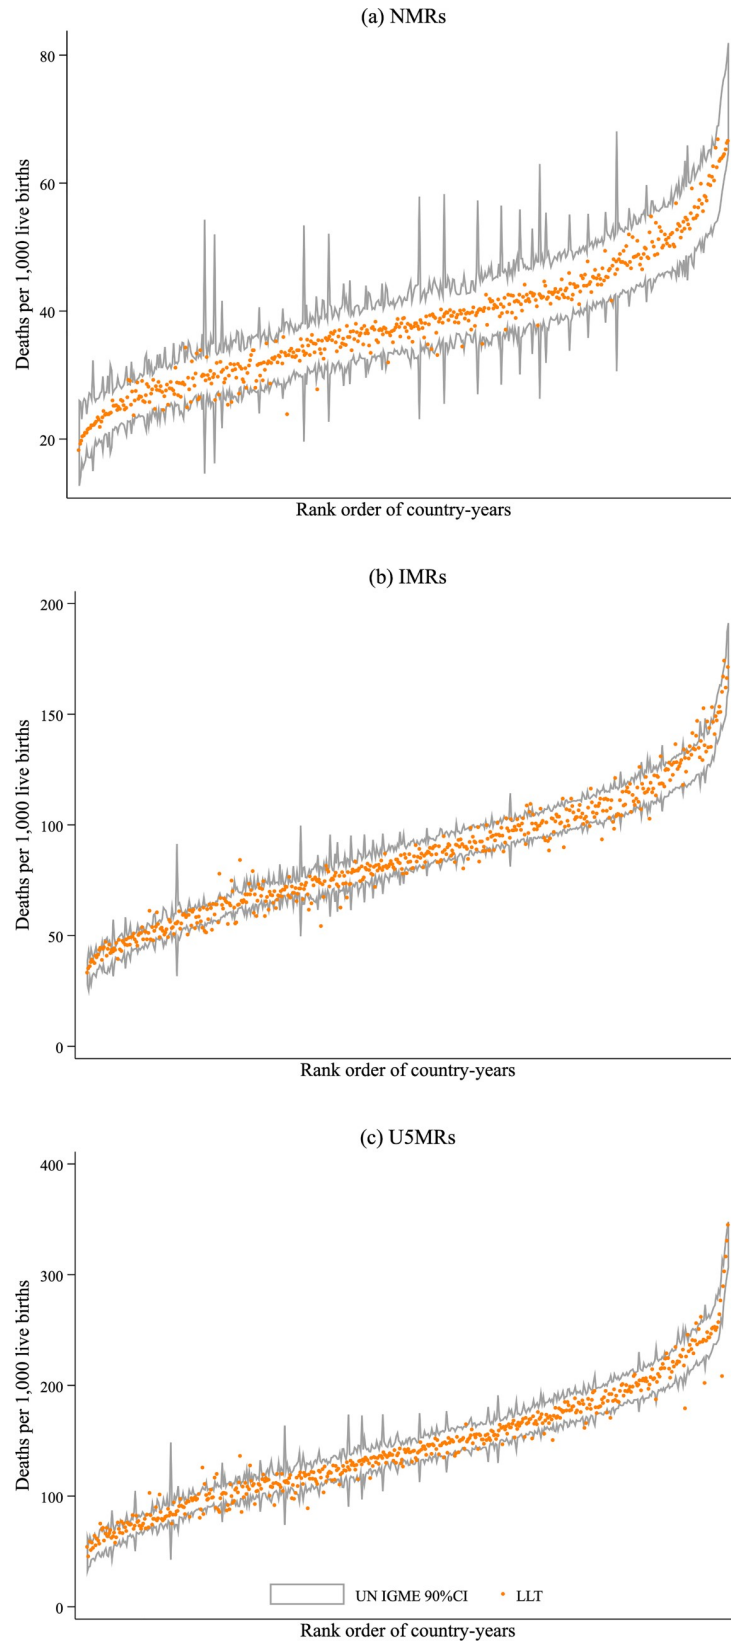 (a) NMRs
80
60
40
20
Deaths per 1,000 live births
Rank order of country-years
(b) IMRs
200
150
100
50
0
Deaths per 1,000 live births
Rank order of country-years
(c) U5MRs
400
300
200
100
0
Deaths per 1,000 live births
UN IGME 90%CI LLT
Rank order of country-years